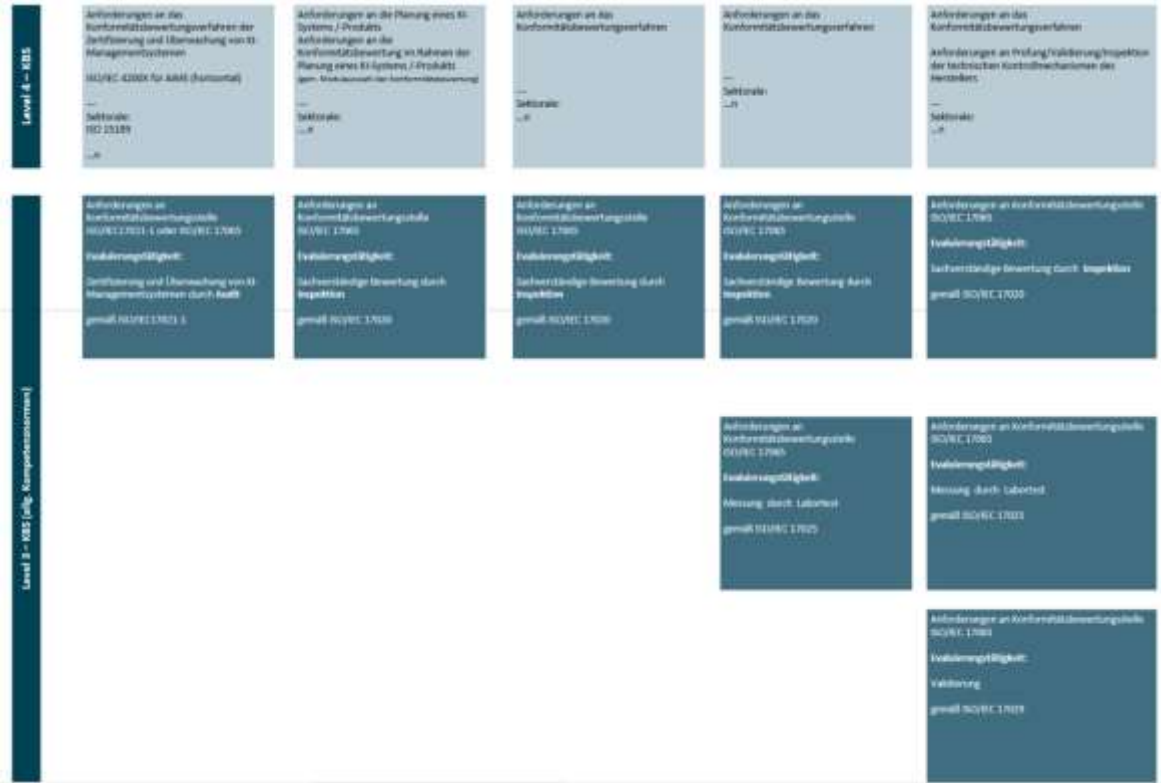 Level 4 – KBS
Anforderungen an das
Konformitätsbewertungsverfahren der
Zertifizierung und Überwachung von KI-
Managementsystemen
ISO/IEC 4200X für AIMS (horizontal)
---
Sektorale:
ISO 15189
...n
Anforderungen an die Planung eines KI-
Systems /-Produkts
Anforderungen an die
Konformitätsbewertung im Rahmen der
Planung eines KI-Systems /-Produkts
der Konformitätsbewertung)
---
Sektorale:
...n
Anforderungen an das
Konformitätsbewertungsverfahren
---
Sektorale:
...n
Anforderungen an das
Konformitätsbewertungsverfahren
---
Sektorale:
...n
Anforderungen an das
Konformitätsbewertungsverfahren
Anforderungen an Prüfung/Validierung/Inspektion
der technischen Kontrollmechanismen des
Herstellers
---
Sektorale:
...n
Level 3 – KBS (allg. Kompetenznormen)
Anforderungen an
Konformitätsbewertungsstelle
ISO/IEC17021-1 oder ISO/IEC 17065
Evaluierungstätigkeit:
Zertifizierung und Überwachung von KI-
Managementsystemen durch Audit
gemäß ISO/IEC17021-1
Anforderungen an
Konformitätsbewertungsstelle
ISO/IEC 17065
Evaluierungstätigkeit:
Sachverständige Bewertung durch
Inspektion
gemäß ISO/IEC 17020
Anforderungen an
Konformitätsbewertungsstelle
ISO/IEC 17065
Evaluierungstätigkeit:
Sachverständige Bewertung durch
Inspektion
gemäß ISO/IEC 17020
Anforderungen an
Konformitätsbewertungsstelle
ISO/IEC 17065
Evaluierungstätigkeit:
Sachverständige Bewertung durch
Inspektion
gemäß ISO/IEC 17020
Anforderungen an Konformitätsbewertungsstelle
ISO/IEC 17065
Evaluierungstätigkeit:
Sachverständige Bewertung durch Inspektion
gemäß ISO/IEC 17020
Anforderungen an
Konformitätsbewertungsstelle
ISO/IEC 17065
Evaluierungstätigkeit:
Messung durch Labortest
gemäß ISO/IEC 17025
Anforderungen an Konformitätsbewertungsstelle
ISO/IEC 17065
Evaluierungstätigkeit:
Messung durch Labortest
gemäß ISO/IEC 17025
Anforderungen an Konformitätsbewertungsstelle
ISO/IEC 17065
Evaluierungstätigkeit:
Validierung
gemäß ISO/IEC 17029